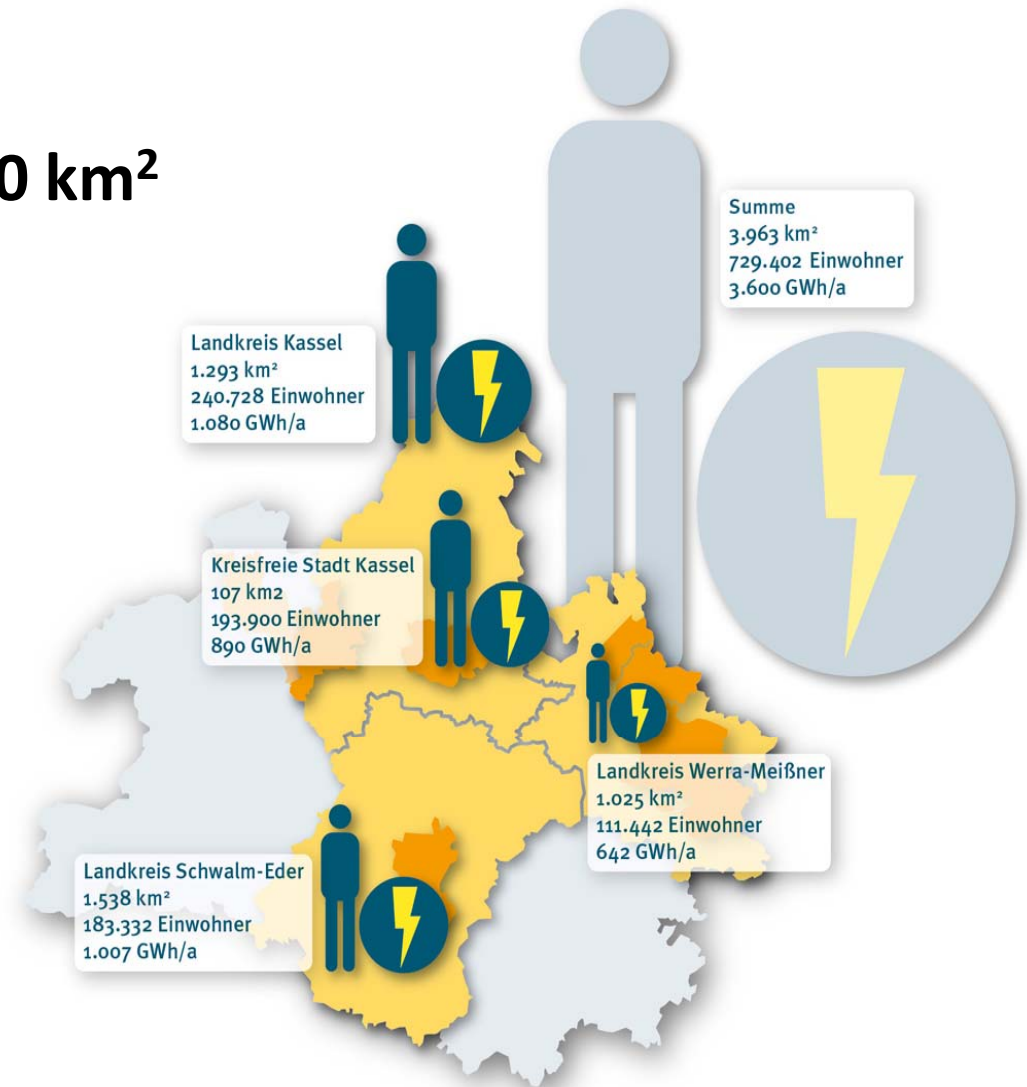 0 km²
Summe
3.963 km²
729.402 Einwohner
3.600 GWh/a
Landkreis Kassel
1.293 km²
240.728 Einwohner
1.080 GWh/a
Kreisfreie Stadt Kassel
107 km2
193.900 Einwohner
890 GWh/a
Landkreis Werra-Meißner
1.025 km²
111.442 Einwohner
642 GWh/a
Landkreis Schwalm-Eder
1.538 km²
183.332 Einwohner
1.007 GWh/a